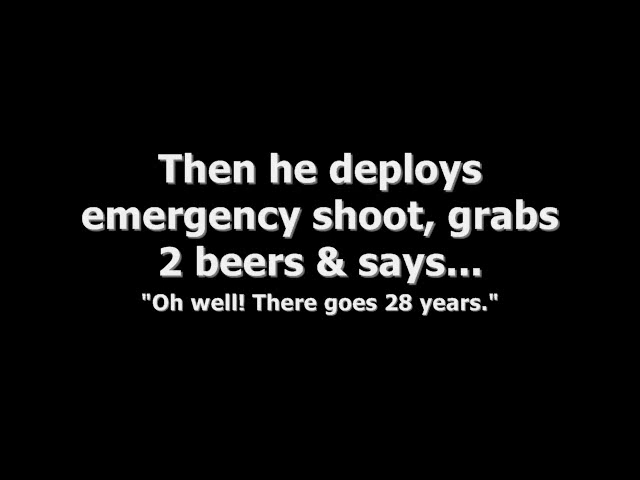 Then he deploys
emergency shoot, grabs
2 beers & says...
"Oh well! There goes 28 years."